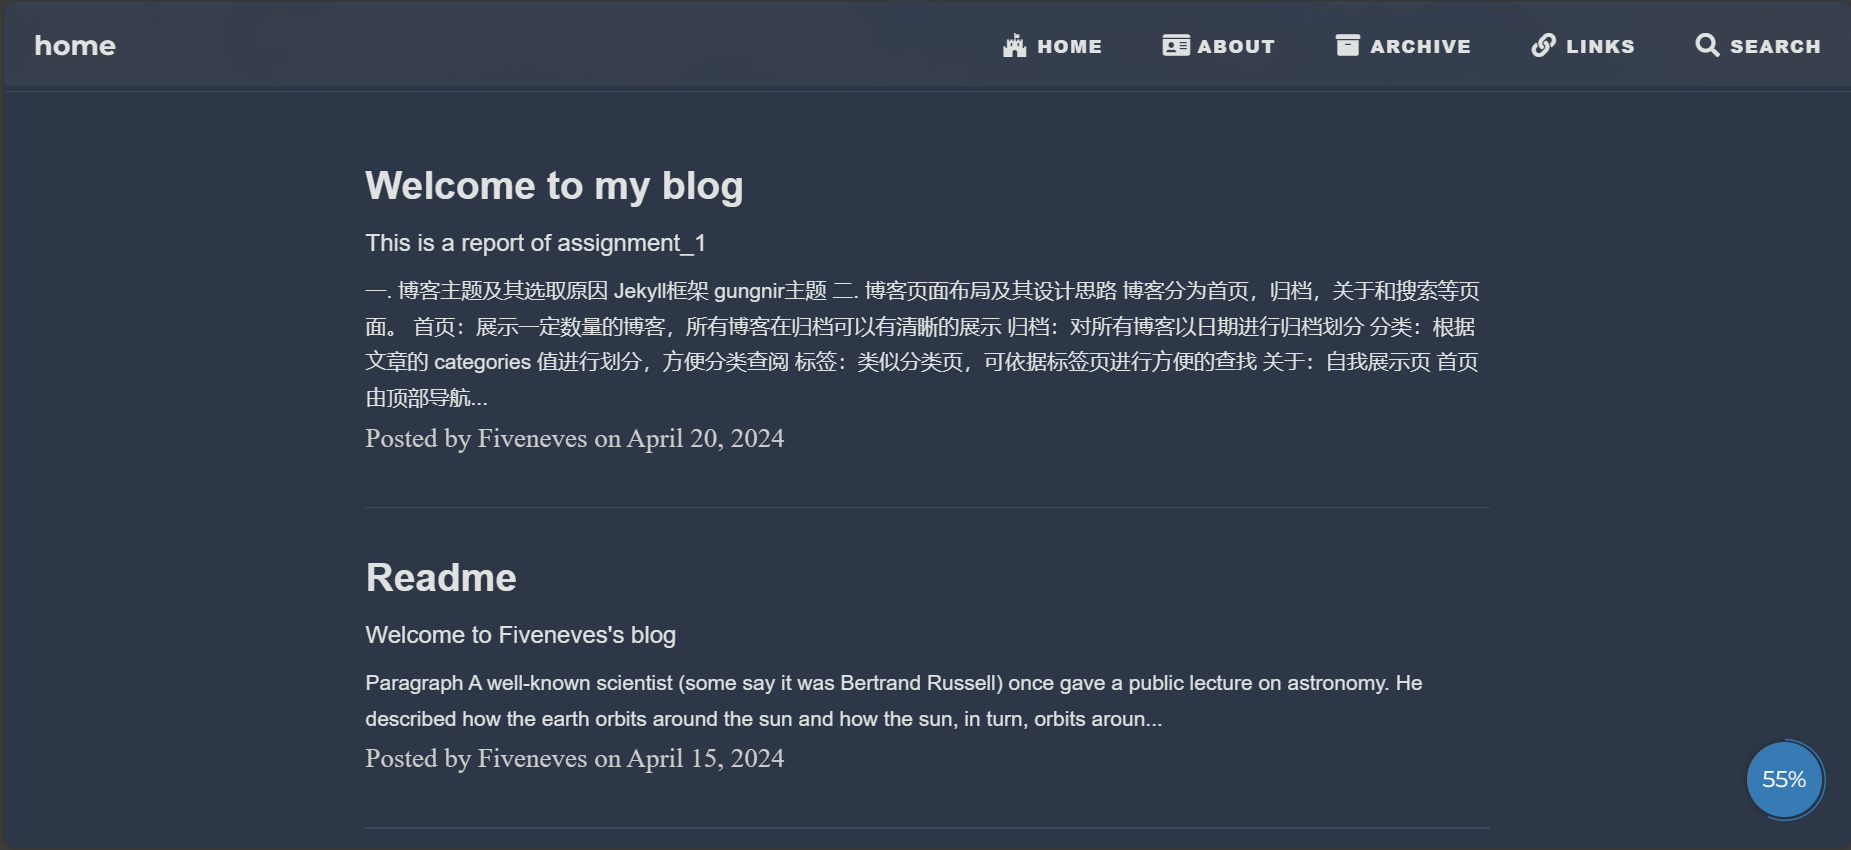 home
HOME
ABOUT
ARCHIVE
LINKS
SEARCH
Welcome to my blog
This is a report of assignment_1
一. 博客主题及其选取原因 Jekyll框架 gungnir主题 二. 博客页面布局及其设计思路 博客分为首页，归档，关于和搜索等页
面。 首页：展示一定数量的博客，所有博客在归档可以有清晰的展示 归档：对所有博客以日期进行归档划分 分类：根据
文章的 categories 值进行划分，方便分类查阅 标签：类似分类页，可依据标签页进行方便的查找 关于：自我展示页 首页
由顶部导航...
Posted by Fiveneves on April 20, 2024
Readme
Welcome to Fiveneves's blog
Paragraph A well-known scientist (some say it was Bertrand Russell) once gave a public lecture on astronomy. He
described how the earth orbits around the sun and how the sun, in turn, orbits aroun...
Posted by Fiveneves on April 15, 2024
55%